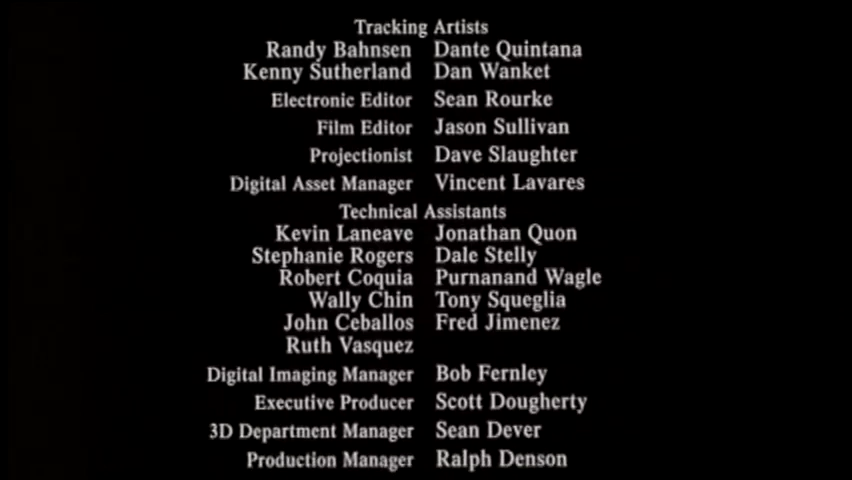 Tracking Artists
Randy Bahnsen Dante Quintana
Kenny Sutherland Dan Wanket
Electronic Editor Sean Rourke
Film Editor Jason Sullivan
Projectionist Dave Slaughter
Digital Asset Manager Vincent Lavares
Technical Assistants
Kevin Laneave Jonathan Quon
Stephanie Rogers Dale Stelly
Robert Coquia Purnanand Wagle
Wally Chin Tony Squeglia
John Ceballos Fred Jimenez
Ruth Vasquez
Digital Imaging Manager Bob Fernley
Executive Producer Scott Dougherty
3D Department Manager Sean Dever
Production Manager Ralph Denson